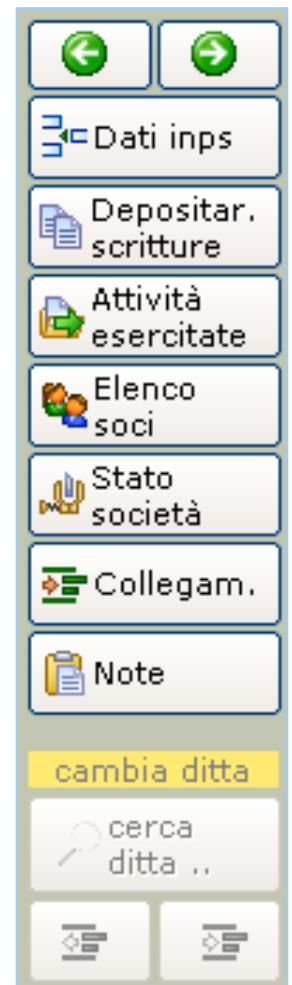 Dati inps
Depositar.
scritture
Attività
esercitate
Elenco
soci
Stato
società
Collegam.
Note
cambia ditta
cerca
ditta ..